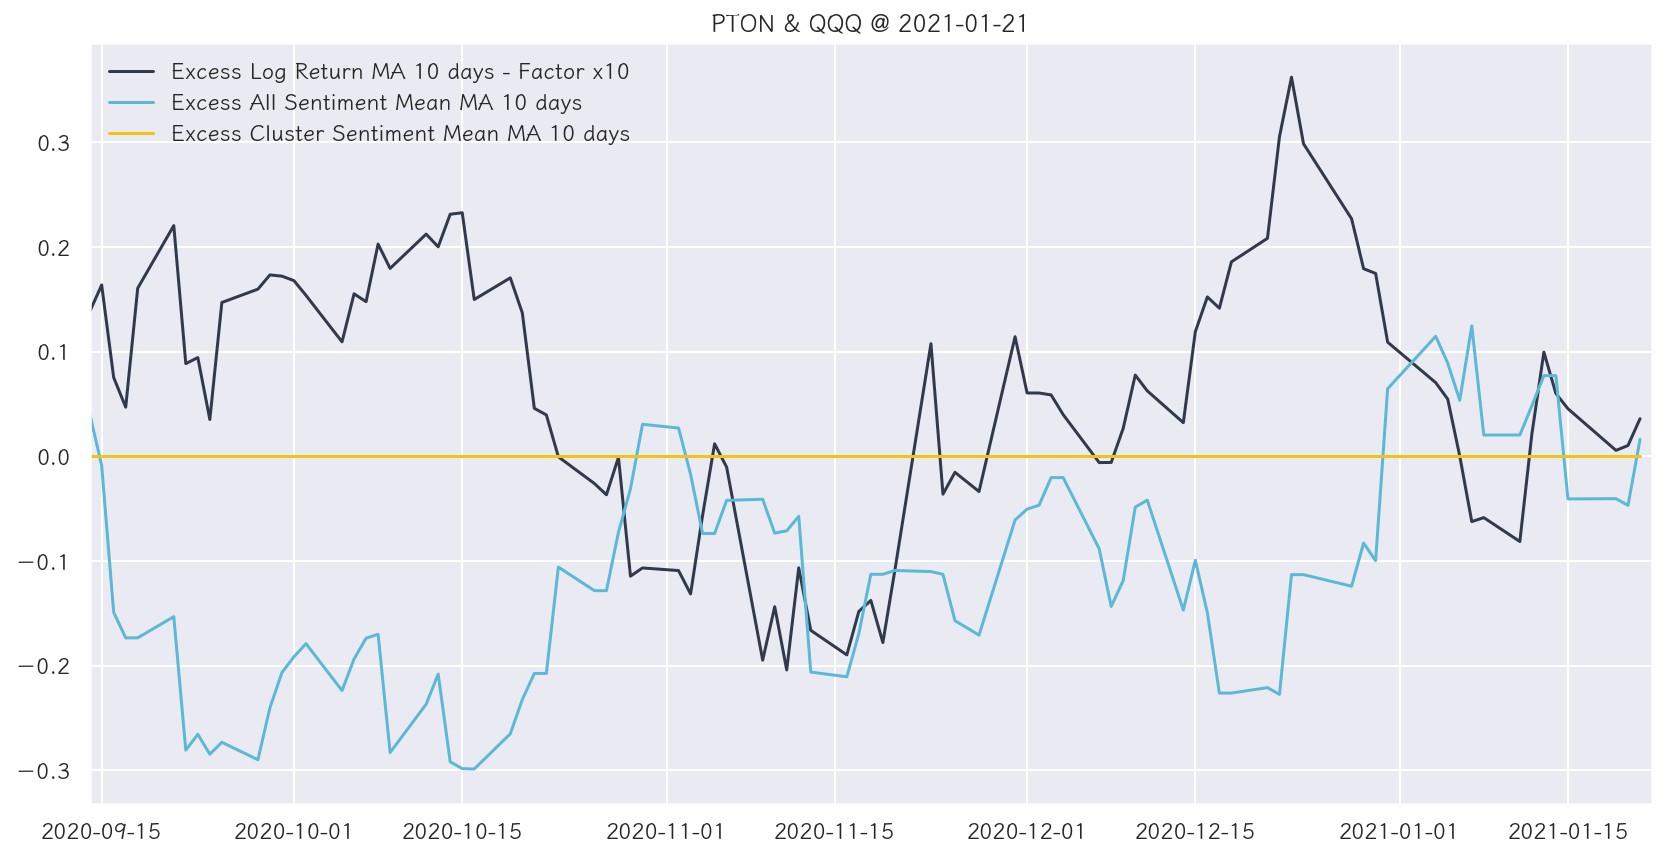 PTON & QQQ @ 2021-01-21
Excess Log Return MA 10 days - Factor x10
Excess All Sentiment Mean MA 10 days
Excess Cluster Sentiment Mean MA 10 days
0.3
0.2
0.1
0.0
−0.1
−0.2
−0.3
2020-09-15 2020-10-01 2020-10-15 2020-11-01 2020-11-15 2020-12-01 2020-12-15 2021-01-01 2021-01-15